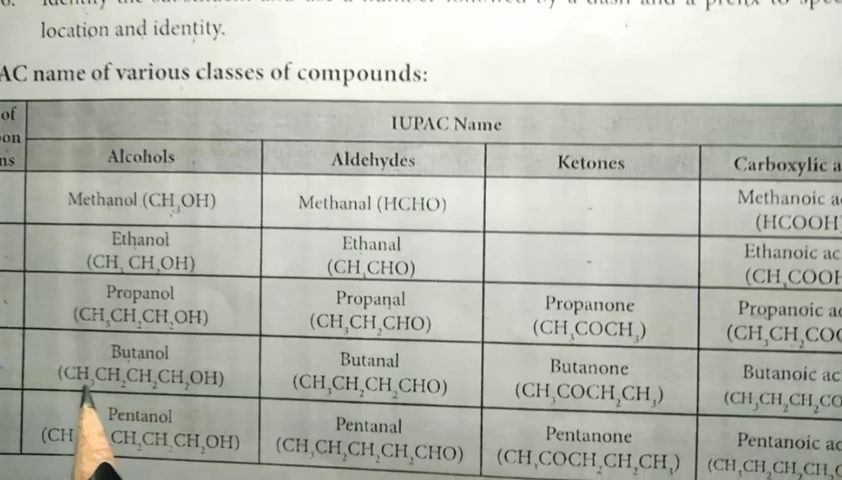 location and identity.
AC name of various classes of compounds:
of
on
ns
IUPAC Name
Alcohols Aldehydes Ketones Carboxylic a
Methanol (CH₃OH) Methanal (HCHO) - Methanoic a
(HCOOH
Ethanol Ethanal - Ethanoic ac
(CH₃CH₂OH) (CH₃CHO) (CH₃COOH
Propanol Propanal Propanone Propanoic ac
(CH₃CH₂CH₂OH) (CH₃CH₂CHO) (CH₃COCH₃) (CH₃CH₂COO
Butanol Butanal Butanone Butanoic ac
(CH₃CH₂CH₂CH₂OH) (CH₃CH₂CH₂CHO) (CH₃COCH₂CH₃) (CH₃CH₂CH₂CO
Pentanol Pentanal Pentanone Pentanoic ac
(CH CH₂CH₂CH₂OH) (CH₃CH₂CH₂CH₂CHO) (CH₃COCH₂CH₂CH₃) (CH₃CH₂CH₂CH₂C